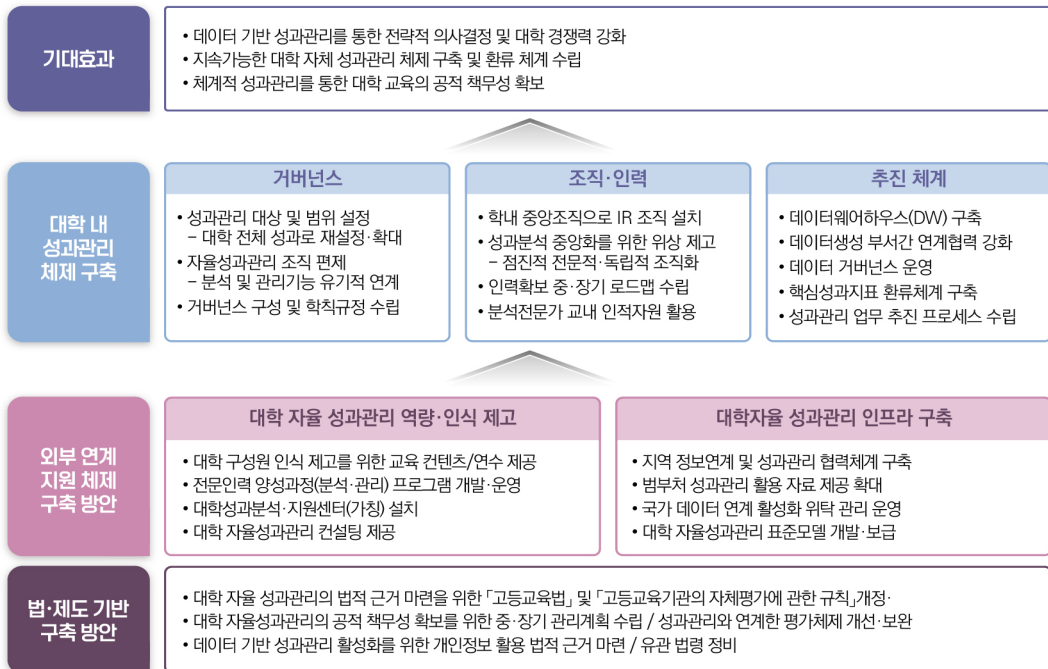 기대효과
• 데이터 기반 성과관리를 통한 전략적 의사결정 및 대학 경쟁력 강화
• 지속가능한 대학 자체 성과관리 체제 구축 및 환류 체계 수립
• 체계적 성과관리를 통한 대학 교육의 공적 책무성 확보
대학 내
성과관리
체제 구축
거버넌스
• 성과관리 대상 및 범위 설정
– 대학 전체 성과로 재설정·확대
• 자율성과관리 조직 편제
– 분석 및 관리기능 유기적 연계
• 거버넌스 구성 및 학칙규정 수립
조직·인력
• 학내 중앙조직으로 IR 조직 설치
• 성과분석 중앙화를 위한 위상 제고
– 점진적 전문적·독립적 조직화
• 인력확보 중·장기 로드맵 수립
• 분석전문가 교내 인적자원 활용
추진 체계
• 데이터웨어하우스(DW) 구축
• 데이터생성 부서간 연계협력 강화
• 데이터 거버넌스 운영
• 핵심성과지표 환류체계 구축
• 성과관리 업무 추진 프로세스 수립
외부 연계
지원 체제
구축 방안
대학 자율 성과관리 역량·인식 제고
• 대학 구성원 인식 제고를 위한 교육 컨텐츠/연수 제공
• 전문인력 양성과정(분석·관리) 프로그램 개발·운영
• 대학성과분석·지원센터(가칭) 설치
• 대학 자율성과관리 컨설팅 제공
대학자율 성과관리 인프라 구축
• 지역 정보연계 및 성과관리 협력체계 구축
• 범부처 성과관리 활용 자료 제공 확대
• 국가 데이터 연계 활성화 위탁 관리 운영
• 대학 자율성과관리 표준모델 개발·보급
법·제도 기반
구축 방안
• 대학 자율 성과관리의 법적 근거 마련을 위한 「고등교육법」 및 「고등교육기관의 자체평가에 관한 규칙」개정·
• 대학 자율성과관리의 공적 책무성 확보를 위한 중·장기 관리계획 수립 / 성과관리와 연계한 평가체제 개선·보완
• 데이터 기반 성과관리 활성화를 위한 개인정보 활용 법적 근거 마련 / 유관 법령 정비